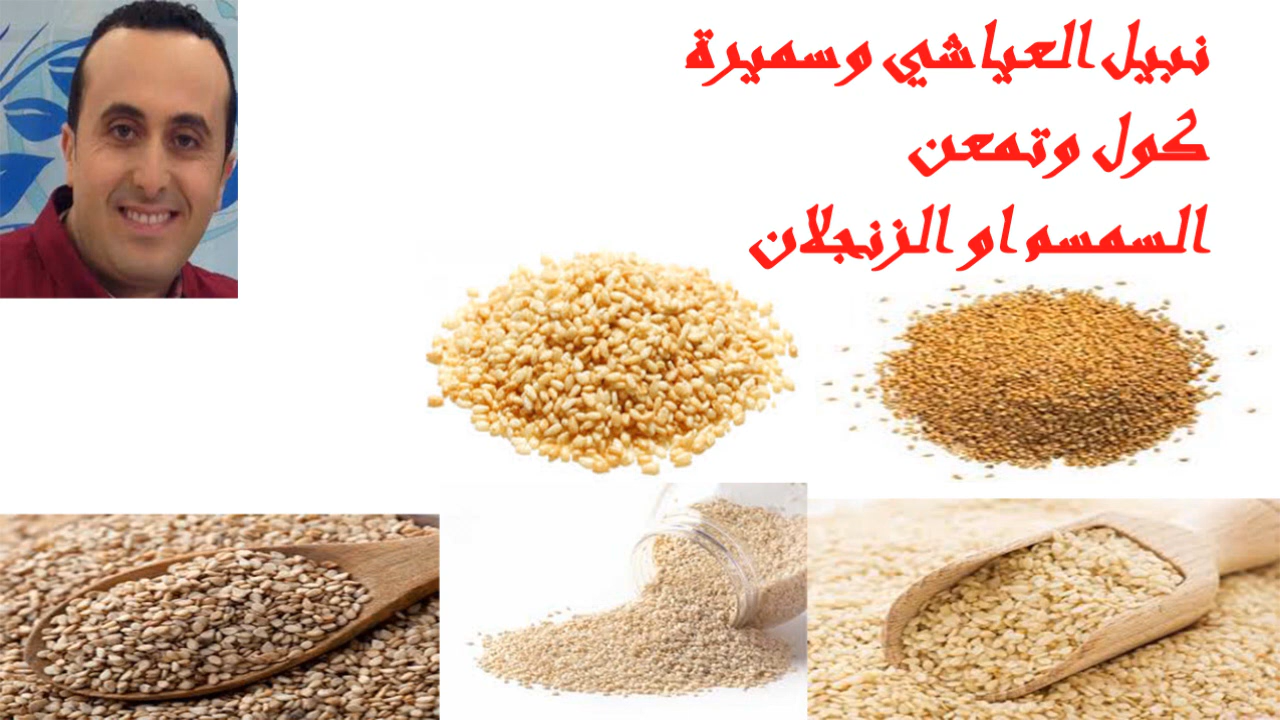 نبيل العياشي وسميرة
كول وتمعن
السمسم او الزنجلان